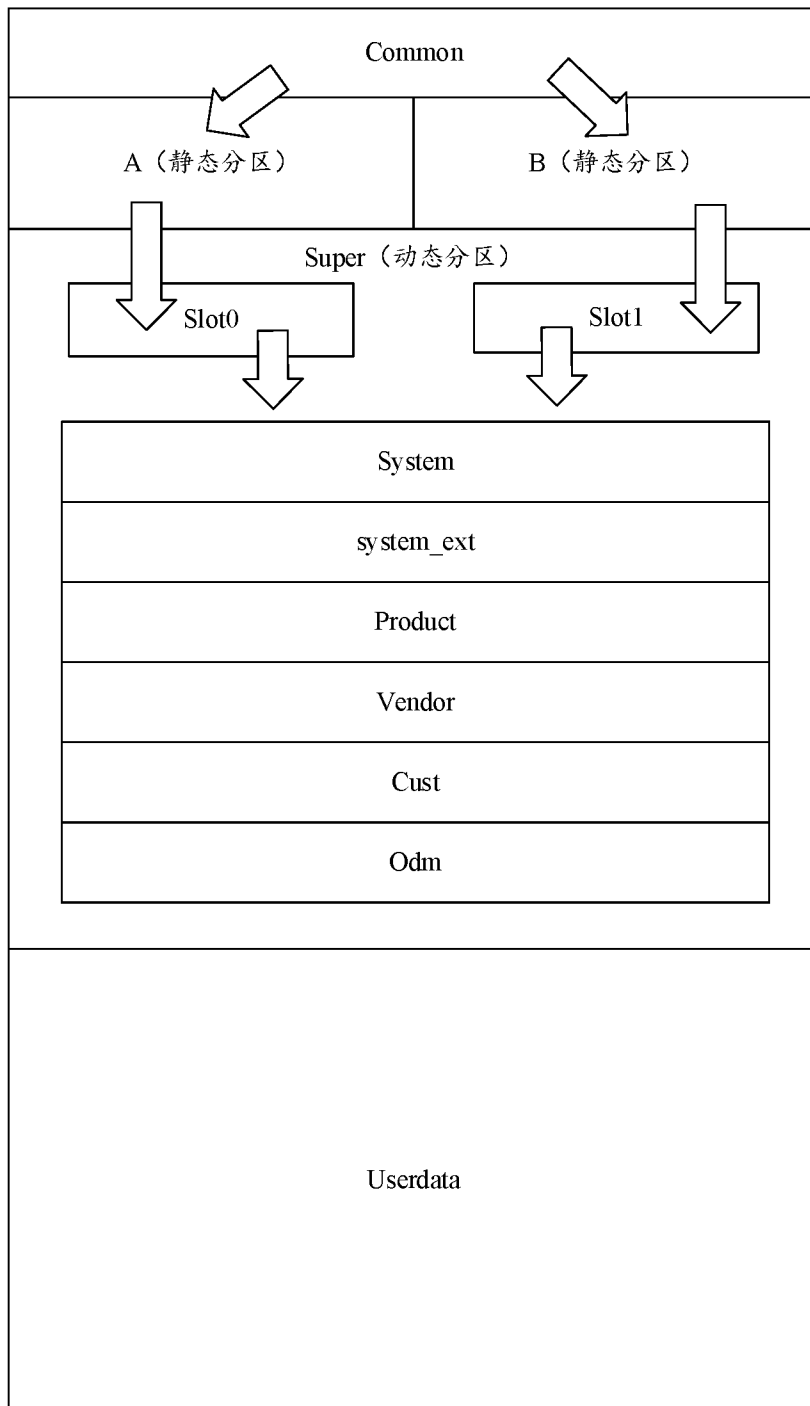 Common
A（静态分区） B（静态分区）
Super（动态分区）
Slot0 Slot1
System
system_ext
Product
Vendor
Cust
Odm
Userdata